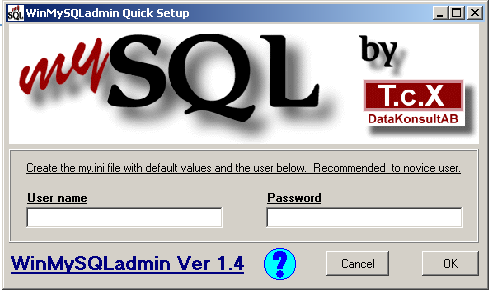 WinMySQLadmin Quick Setup
mySQL by
T.c.X
DataKonsultAB
Create the my.ini file with default values and the user below. Recommended to novice user.
User name Password
WinMySQLadmin Ver 1.4 ? Cancel OK